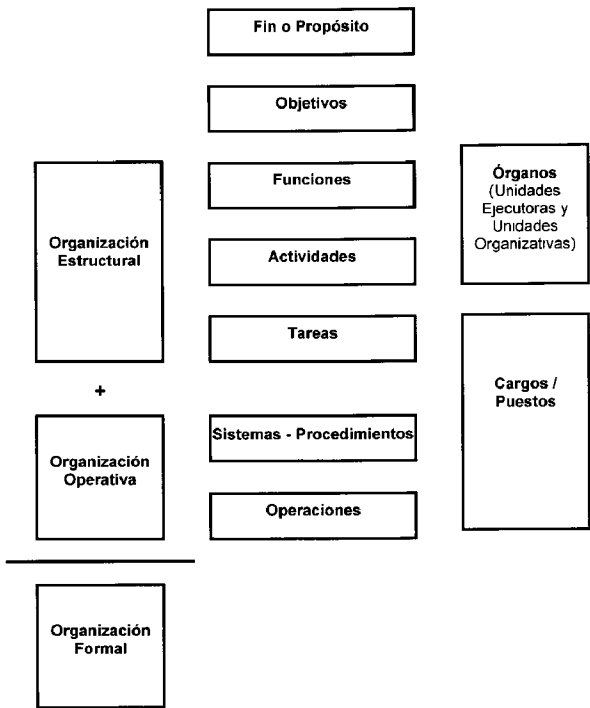 Fin o Propósito
Objetivos
Funciones
Órganos
(Unidades
Ejecutoras y
Unidades
Organizativas)
Organización
Estructural
Actividades
Tareas
+
Cargos /
Puestos
Sistemas - Procedimientos
Organización
Operativa
Operaciones
Organización
Formal